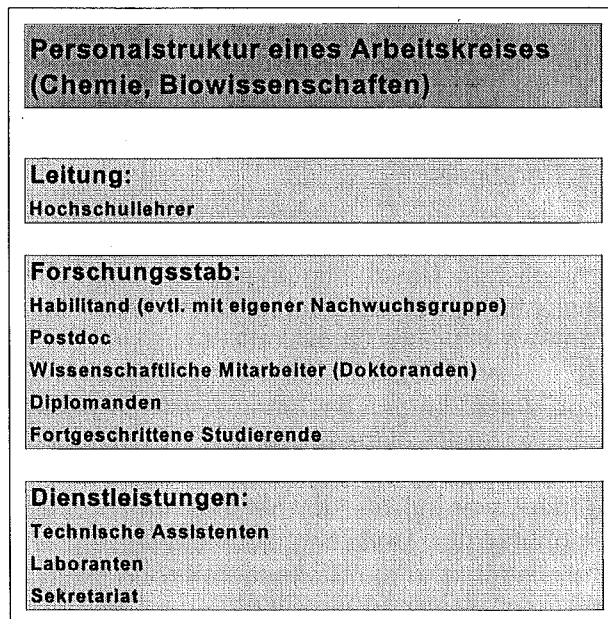 Personalstruktur eines Arbeitskreises
(Chemie, Biowissenschaften)
Leitung:
Hochschullehrer
Forschungsstab:
Habilitand (evtl. mit eigener Nachwuchsgruppe)
Postdoc
Wissenschaftliche Mitarbeiter (Doktoranden)
Diplomanden
Fortgeschrittene Studierende
Dienstleistungen:
Technische Assistenten
Laboranten
Sekretariat